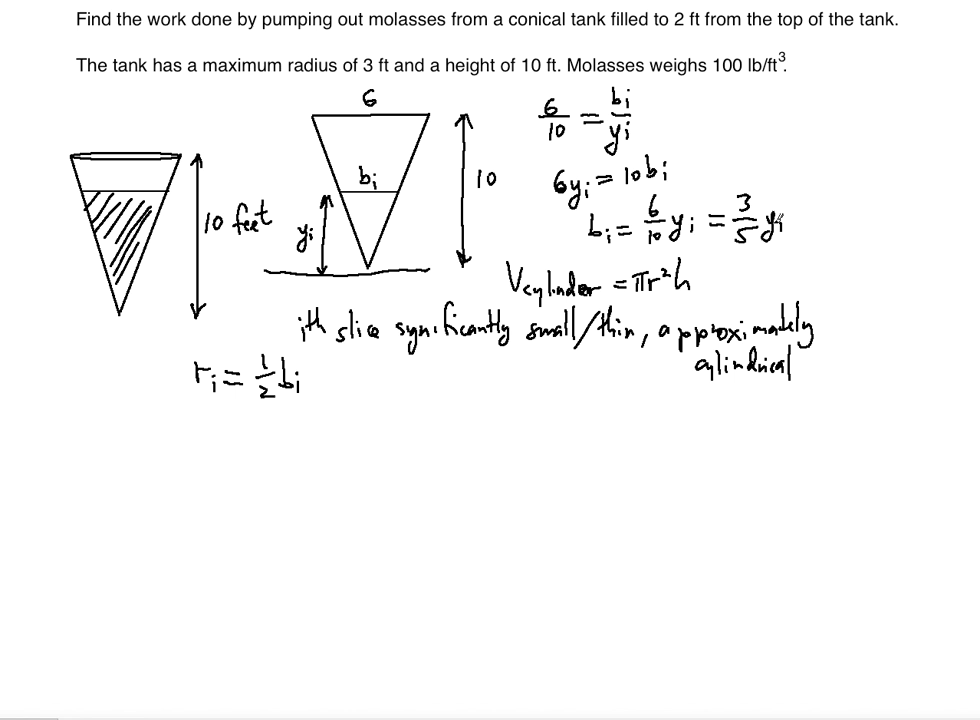 Find the work done by pumping out molasses from a conical tank filled to 2 ft from the top of the tank.
The tank has a maximum radius of 3 ft and a height of 10 ft. Molasses weighs 100 lb/ft³.
6
6/10 = bi/yi
bi
10
6yi = 10bi
10 feet
yi
bi = 6/10 yi = 3/5 yi
Vcylinder = πr²h
ith slice significantly small/thin, approximately
cylindrical
ri = 1/2 bi